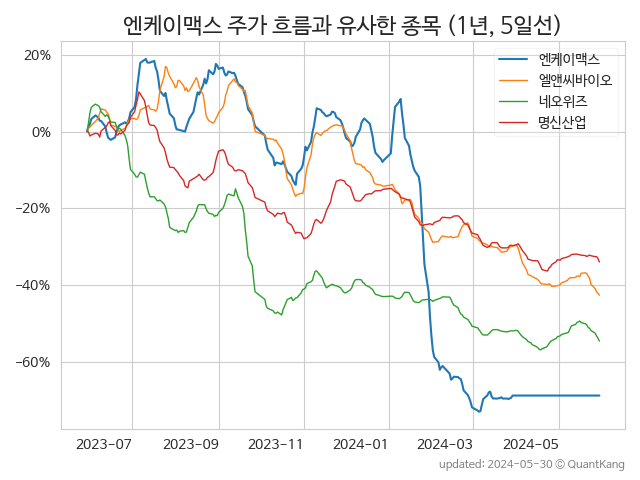 엔케이맥스 주가 흐름과 유사한 종목 (1년, 5일선)
엔케이맥스
엘앤씨바이오
네오위즈
명신산업
20%
0%
−20%
−40%
−60%
2023-07 2023-09 2023-11 2024-01 2024-03 2024-05
updated: 2024-05-30 © QuantKang